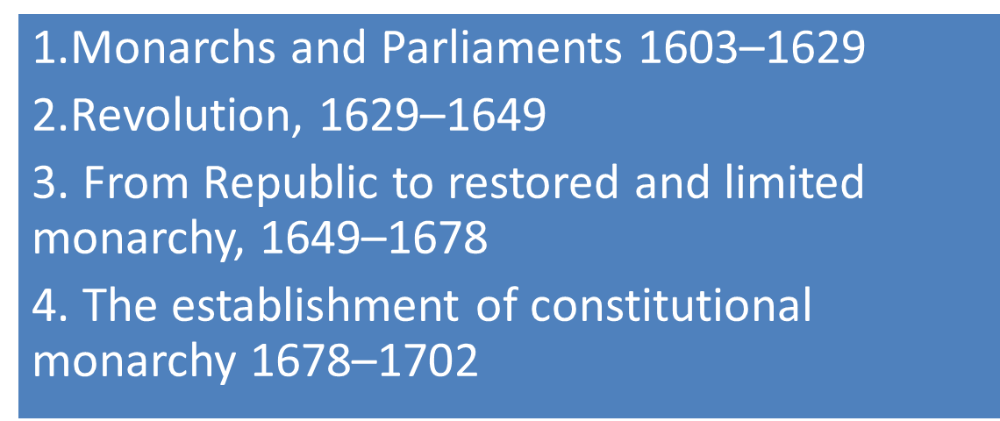 1.Monarchs and Parliaments 1603–1629
2.Revolution, 1629–1649
3. From Republic to restored and limited
monarchy, 1649–1678
4. The establishment of constitutional
monarchy 1678–1702